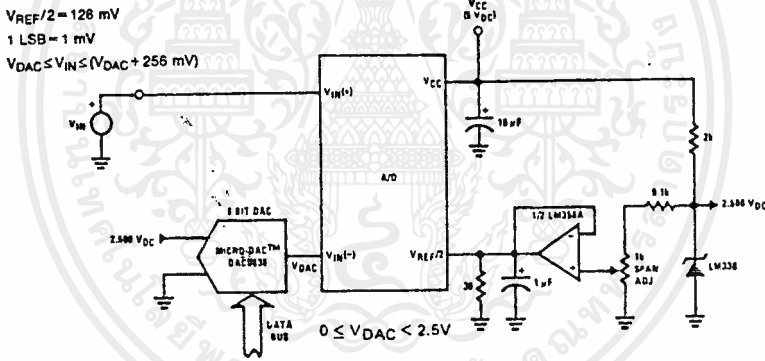 VREF/2 = 128 mV
1 LSB = 1 mV
VDAC ≤ VIN ≤ (VDAC + 256 mV)
VCC
(5 VDC)
VIN(+)
VCC
VIN
10 µF
2k
A/D
8 BIT DAC
9.1k
2.500 VDC
1/2 LM358A
2.500 VDC
MICRO-DAC™
VIN(−)
VDAC
VREF/2
1 µF
1k
SPAN
ADJ
LM336
DATA
BUS
0 ≤ VDAC < 2.5V